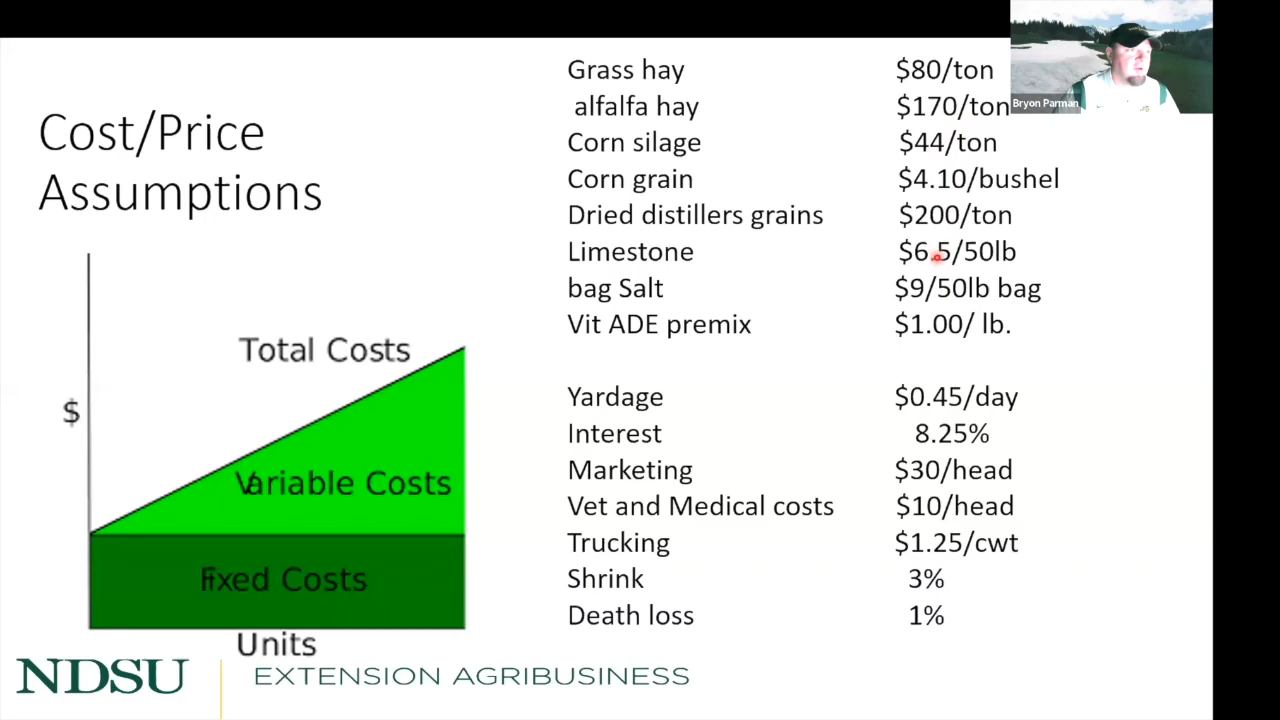 Cost/Price
Assumptions
Total Costs
$
Variable Costs
Fixed Costs
Units
Grass hay $80/ton
alfalfa hay $170/ton
Corn silage $44/ton
Corn grain $4.10/bushel
Dried distillers grains $200/ton
Limestone $6.5/50lb
bag Salt $9/50lb bag
Vit ADE premix $1.00/ lb.
Yardage $0.45/day
Interest 8.25%
Marketing $30/head
Vet and Medical costs $10/head
Trucking $1.25/cwt
Shrink 3%
Death loss 1%
Bryon Parman
NDSU EXTENSION AGRIBUSINESS